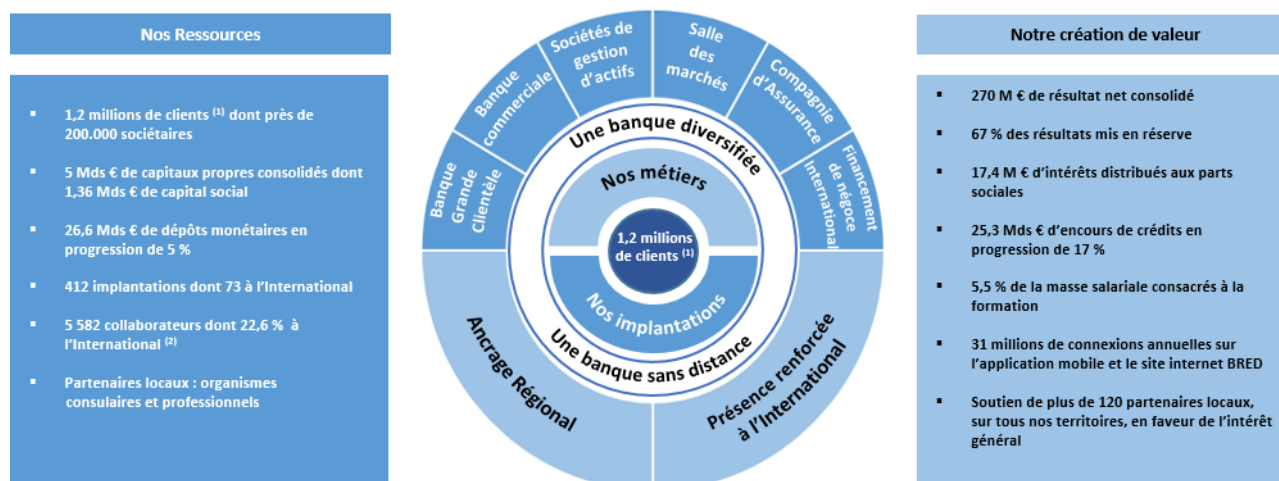 Nos Ressources
1,2 millions de clients (1) dont près de
200.000 sociétaires
5 Mds € de capitaux propres consolidés dont
1,36 Mds € de capital social
26,6 Mds € de dépôts monétaires en
progression de 5 %
412 implantations dont 73 à l'International
5 582 collaborateurs dont 22,6 % à
l'International (2)
Partenaires locaux : organismes
consulaires et professionnels
Banque
Grande
Clientèle
Banque
commerciale
Sociétés de
gestion
d'actifs
Salle
des
marchés
Compagnie
d'Assurance
Financement
de négoce
International
Une banque diversifiée
Nos métiers
1,2 millions
de clients (1)
Nos implantations
Une banque sans distance
Ancrage Régional
Présence renforcée
à l'International
Notre création de valeur
270 M € de résultat net consolidé
67 % des résultats mis en réserve
17,4 M € d'intérêts distribués aux parts
sociales
25,3 Mds € d'encours de crédits en
progression de 17 %
5,5 % de la masse salariale consacrés à la
formation
31 millions de connexions annuelles sur
l'application mobile et le site internet BRED
Soutien de plus de 120 partenaires locaux,
sur tous nos territoires, en faveur de l'intérêt
général